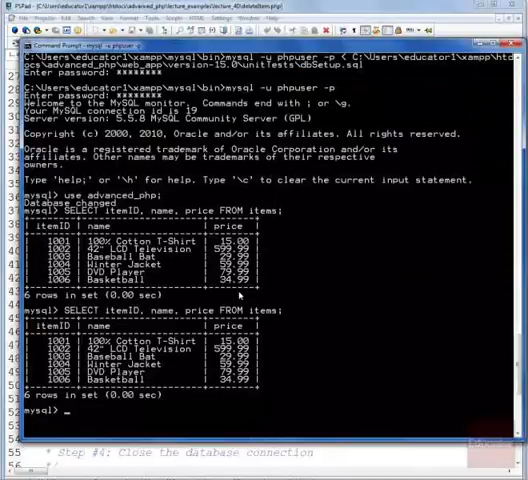 PSPad - [C:\Users\educator1\xampp\htdocs\advanced_php\lecture_examples\lecture_40\deleteItem.php]
Command Prompt - mysql -u phpuser -p
C:\Users\educator1\xampp\mysql\bin>mysql -u phpuser -p < C:\Users\educator1\xampp\htd
ocs\advanced_php\web_app\version-15.0\unitTests\dbSetup.sql
Enter password: ********
C:\Users\educator1\xampp\mysql\bin>mysql -u phpuser -p
Enter password: ********
Welcome to the MySQL monitor.  Commands end with ; or \g.
Your MySQL connection id is 19
Server version: 5.5.8 MySQL Community Server (GPL)
Copyright (c) 2000, 2010, Oracle and/or its affiliates. All rights reserved.
Oracle is a registered trademark of Oracle Corporation and/or its
affiliates. Other names may be trademarks of their respective
owners.
Type 'help;' or '\h' for help. Type '\c' to clear the current input statement.
mysql> use advanced_php;
Database changed
mysql> SELECT itemID, name, price FROM items;
| itemID | name | price |
| 1001 | 100% Cotton T-Shirt | 15.00 |
| 1002 | 42" LCD Television | 599.99 |
| 1003 | Baseball Bat | 29.99 |
| 1004 | Winter Jacket | 59.99 |
| 1005 | DVD Player | 79.99 |
| 1006 | Basketball | 34.99 |
6 rows in set (0.00 sec)
mysql> SELECT itemID, name, price FROM items;
| itemID | name | price |
| 1001 | 100% Cotton T-Shirt | 15.00 |
| 1002 | 42" LCD Television | 599.99 |
| 1003 | Baseball Bat | 29.99 |
| 1004 | Winter Jacket | 59.99 |
| 1005 | DVD Player | 79.99 |
| 1006 | Basketball | 34.99 |
6 rows in set (0.00 sec)
mysql> _
55 * Step #4: Close the database connection
56 */